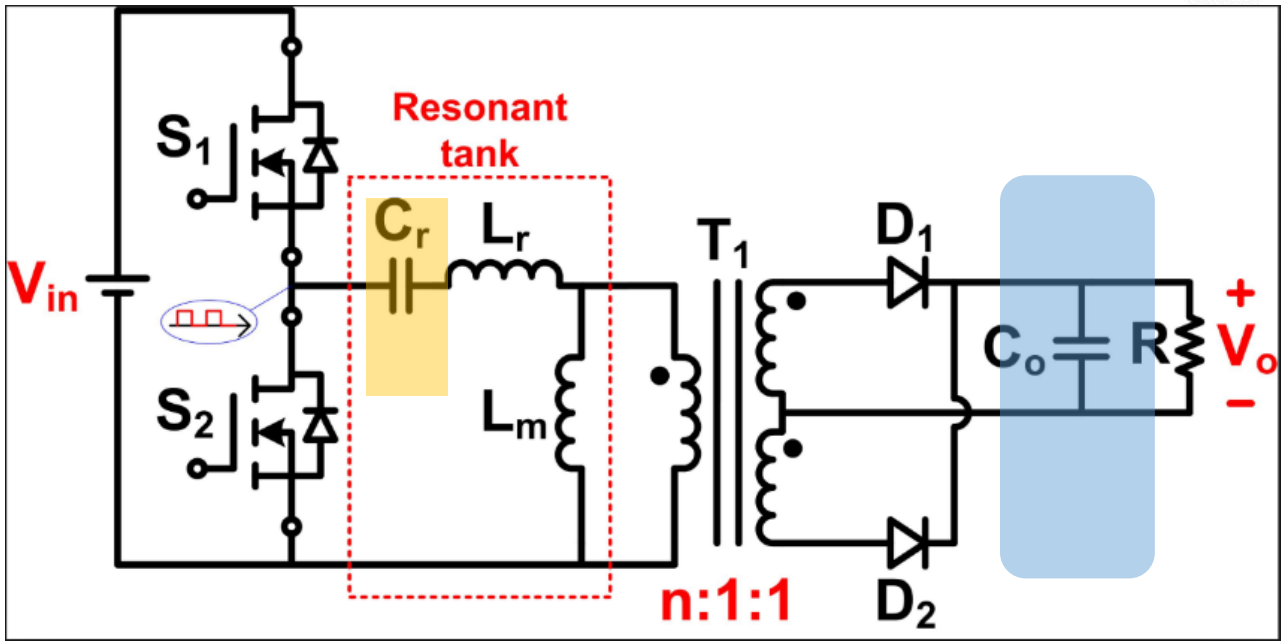 Resonant
tank
S₁
Cᵣ
Lᵣ
T₁
D₁
Vᵢₙ
+
Cₒ
R
Vₒ
−
S₂
Lₘ
n:1:1
D₂